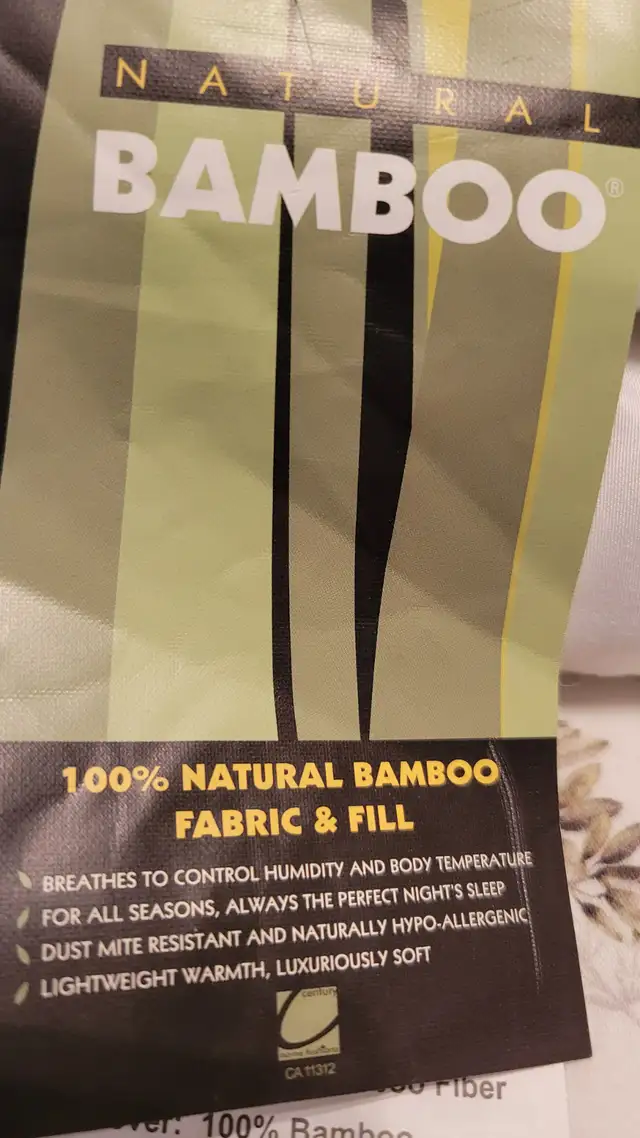 NATURAL
BAMBOO®
100% NATURAL BAMBOO
FABRIC & FILL
BREATHES TO CONTROL HUMIDITY AND BODY TEMPERATURE
FOR ALL SEASONS, ALWAYS THE PERFECT NIGHT'S SLEEP
DUST MITE RESISTANT AND NATURALLY HYPO-ALLERGENIC
LIGHTWEIGHT WARMTH, LUXURIOUSLY SOFT
century
CA 11312
Fiber
100% Bamboo